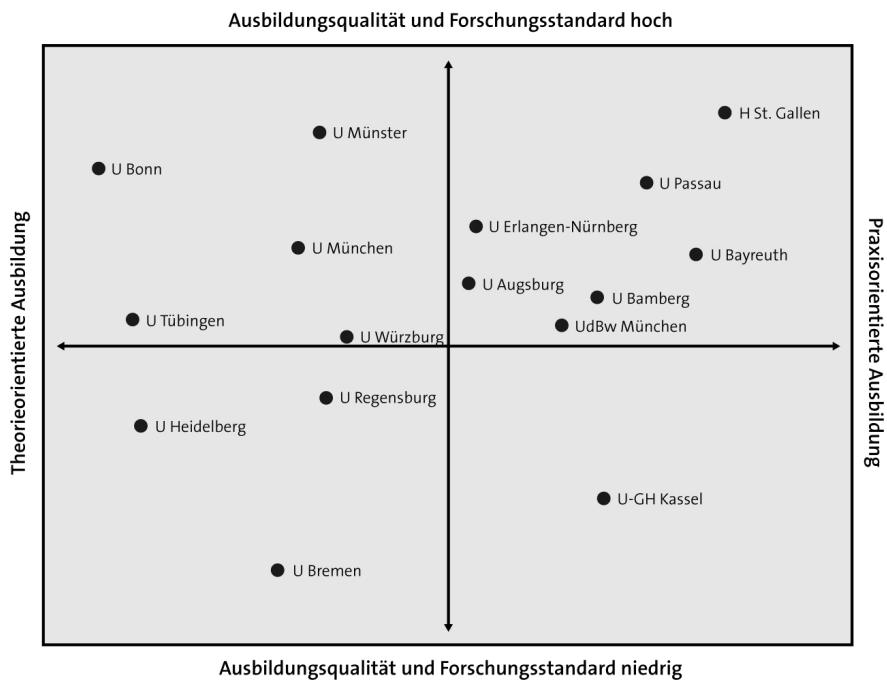 Ausbildungsqualität und Forschungsstandard hoch
H St. Gallen
U Münster
U Bonn
U Passau
U Erlangen-Nürnberg
U München
U Bayreuth
U Augsburg
U Bamberg
U Tübingen
UdBw München
U Würzburg
Theorieorientierte Ausbildung
Praxisorientierte Ausbildung
U Regensburg
U Heidelberg
U-GH Kassel
U Bremen
Ausbildungsqualität und Forschungsstandard niedrig